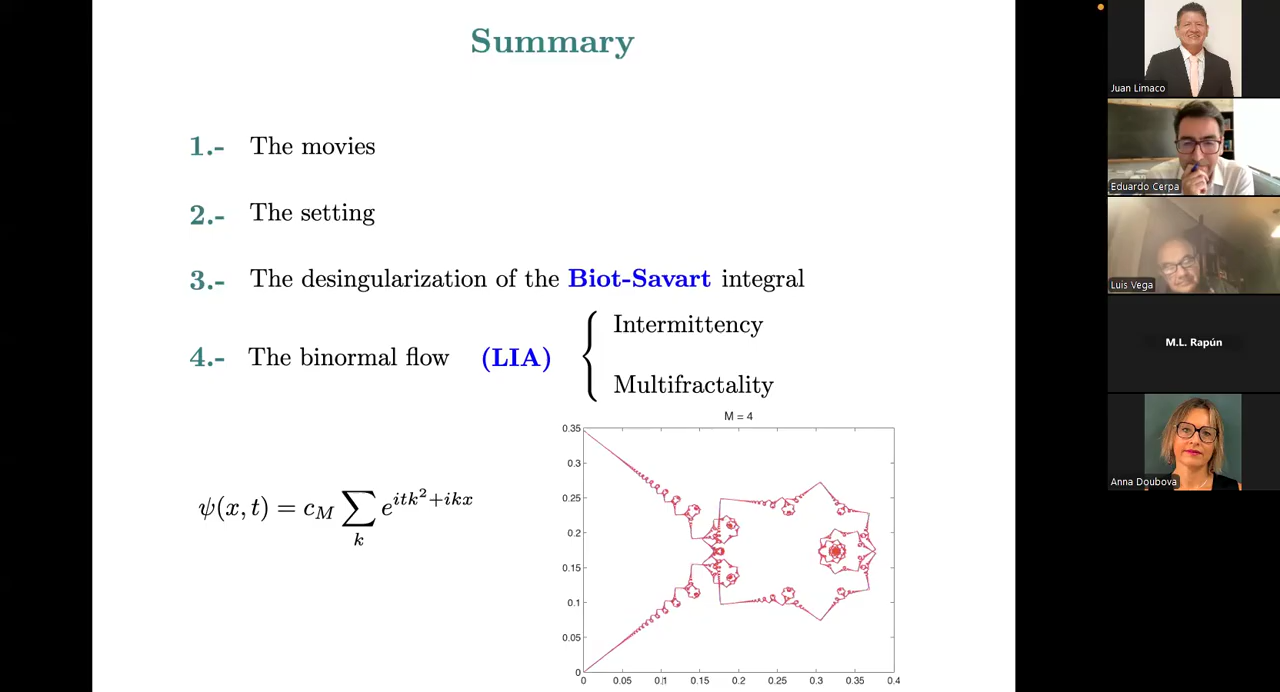 Summary
1.- The movies
2.- The setting
3.- The desingularization of the Biot-Savart integral
4.- The binormal flow (LIA) { Intermittency
Multifractality
ψ(x, t) = c_M ∑_k e^{itk^2+ikx}
M = 4
0.35
0.3
0.25
0.2
0.15
0.1
0.05
0
0 0.05 0.1 0.15 0.2 0.25 0.3 0.35 0.4
Juan Limaco
Eduardo Cerpa
Luis Vega
M.L. Rapún
Anna Doubova